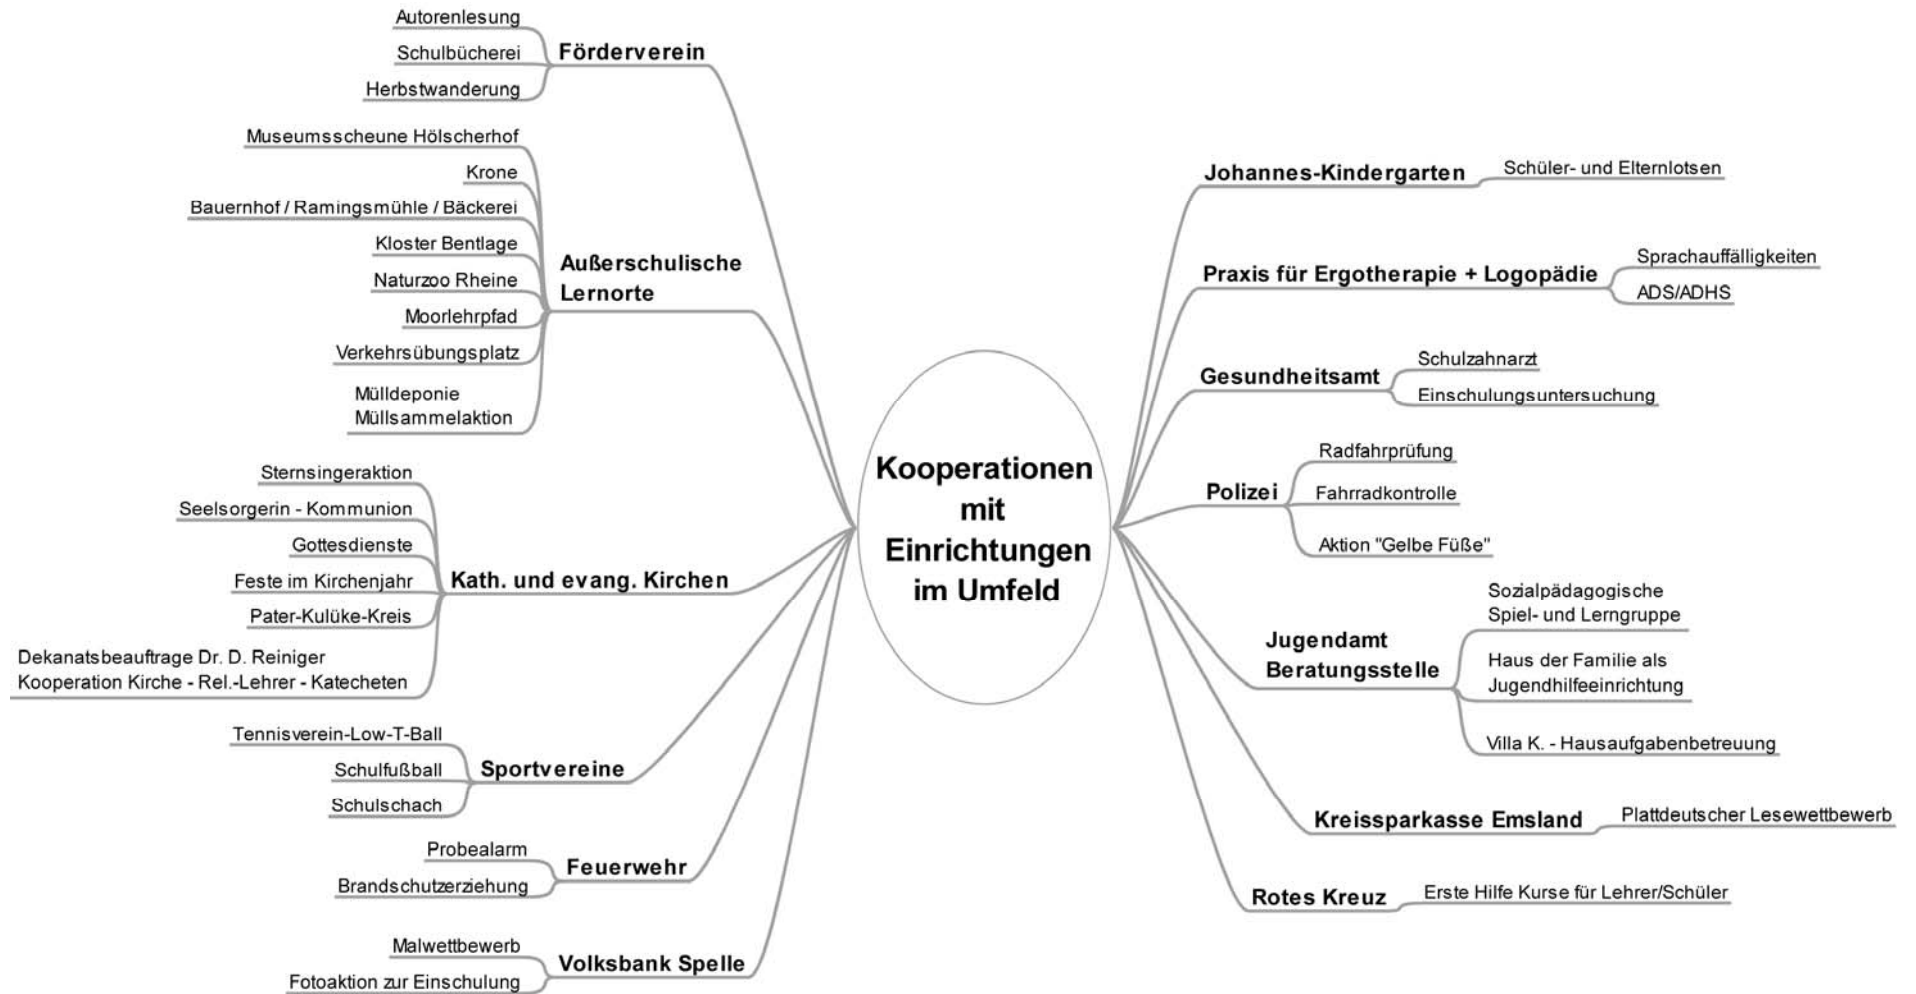 Autorenlesung
Schulbücherei
Herbstwanderung
Förderverein
Museumsscheune Hölscherhof
Krone
Bauernhof / Ramingsmühle / Bäckerei
Kloster Bentlage
Naturzoo Rheine
Moorlehrpfad
Verkehrsübungsplatz
Mülldeponie
Müllsammelaktion
Außerschulische
Lernorte
Sternsingeraktion
Seelsorgerin - Kommunion
Gottesdienste
Feste im Kirchenjahr
Pater-Kulüke-Kreis
Dekanatsbeauftrage Dr. D. Reiniger
Kooperation Kirche - Rel.-Lehrer - Katecheten
Kath. und evang. Kirchen
Tennisverein-Low-T-Ball
Schulfußball
Schulschach
Sportvereine
Probealarm
Brandschutzerziehung
Feuerwehr
Malwettbewerb
Fotoaktion zur Einschulung
Volksbank Spelle
Kooperationen
mit
Einrichtungen
im Umfeld
Johannes-Kindergarten
Schüler- und Elternlotsen
Praxis für Ergotherapie + Logopädie
Sprachauffälligkeiten
ADS/ADHS
Gesundheitsamt
Schulzahnarzt
Einschulungsuntersuchung
Polizei
Radfahrprüfung
Fahrradkontrolle
Aktion "Gelbe Füße"
Jugendamt
Beratungsstelle
Sozialpädagogische
Spiel- und Lerngruppe
Haus der Familie als
Jugendhilfeeinrichtung
Villa K. - Hausaufgabenbetreuung
Kreissparkasse Emsland
Plattdeutscher Lesewettbewerb
Rotes Kreuz
Erste Hilfe Kurse für Lehrer/Schüler